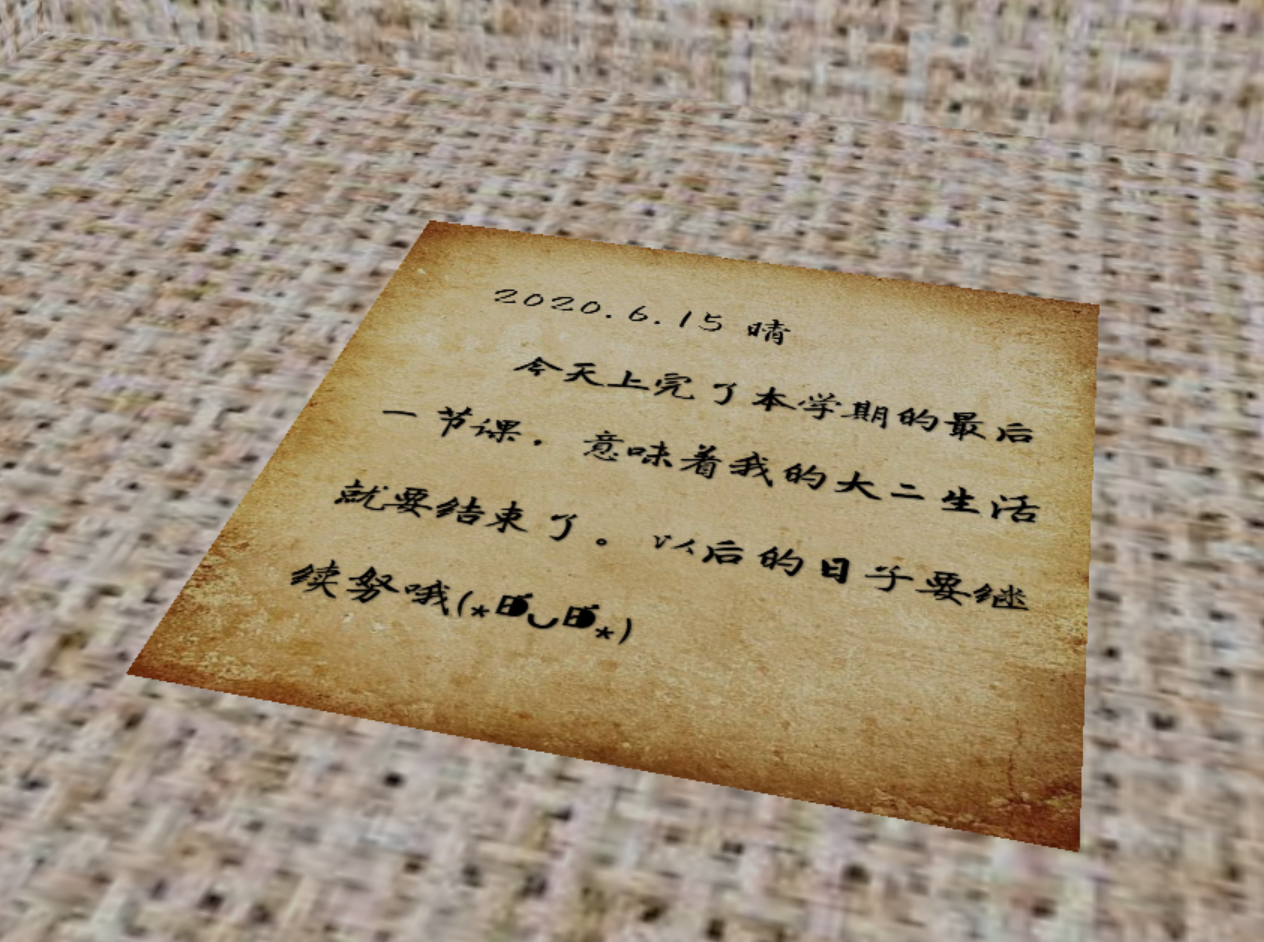 2020.6.15 晴
今天上完了本学期的最后
一节课. 意味着我的大二生活
就要结束了。以后的日子要继
续努哦(*❛◡❛*)